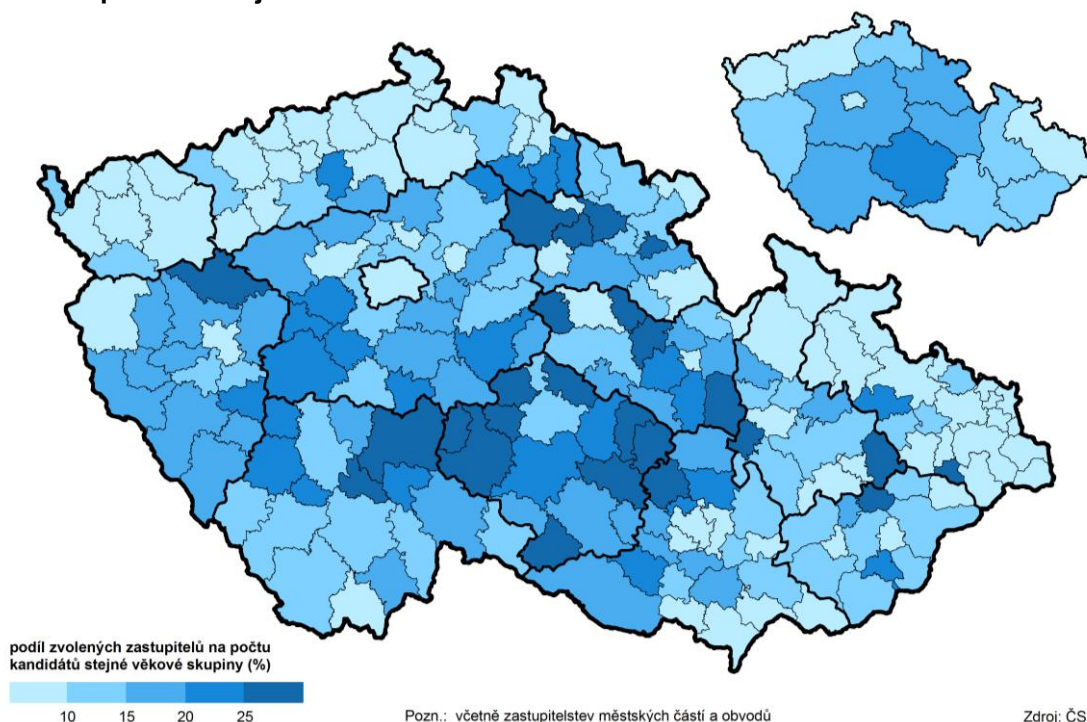 podíl zvolených zastupitelů na počtu
kandidátů stejné věkové skupiny (%)
10 15 20 25
Pozn.: včetně zastupitelstev městských částí a obvodů
Zdroj: ČS